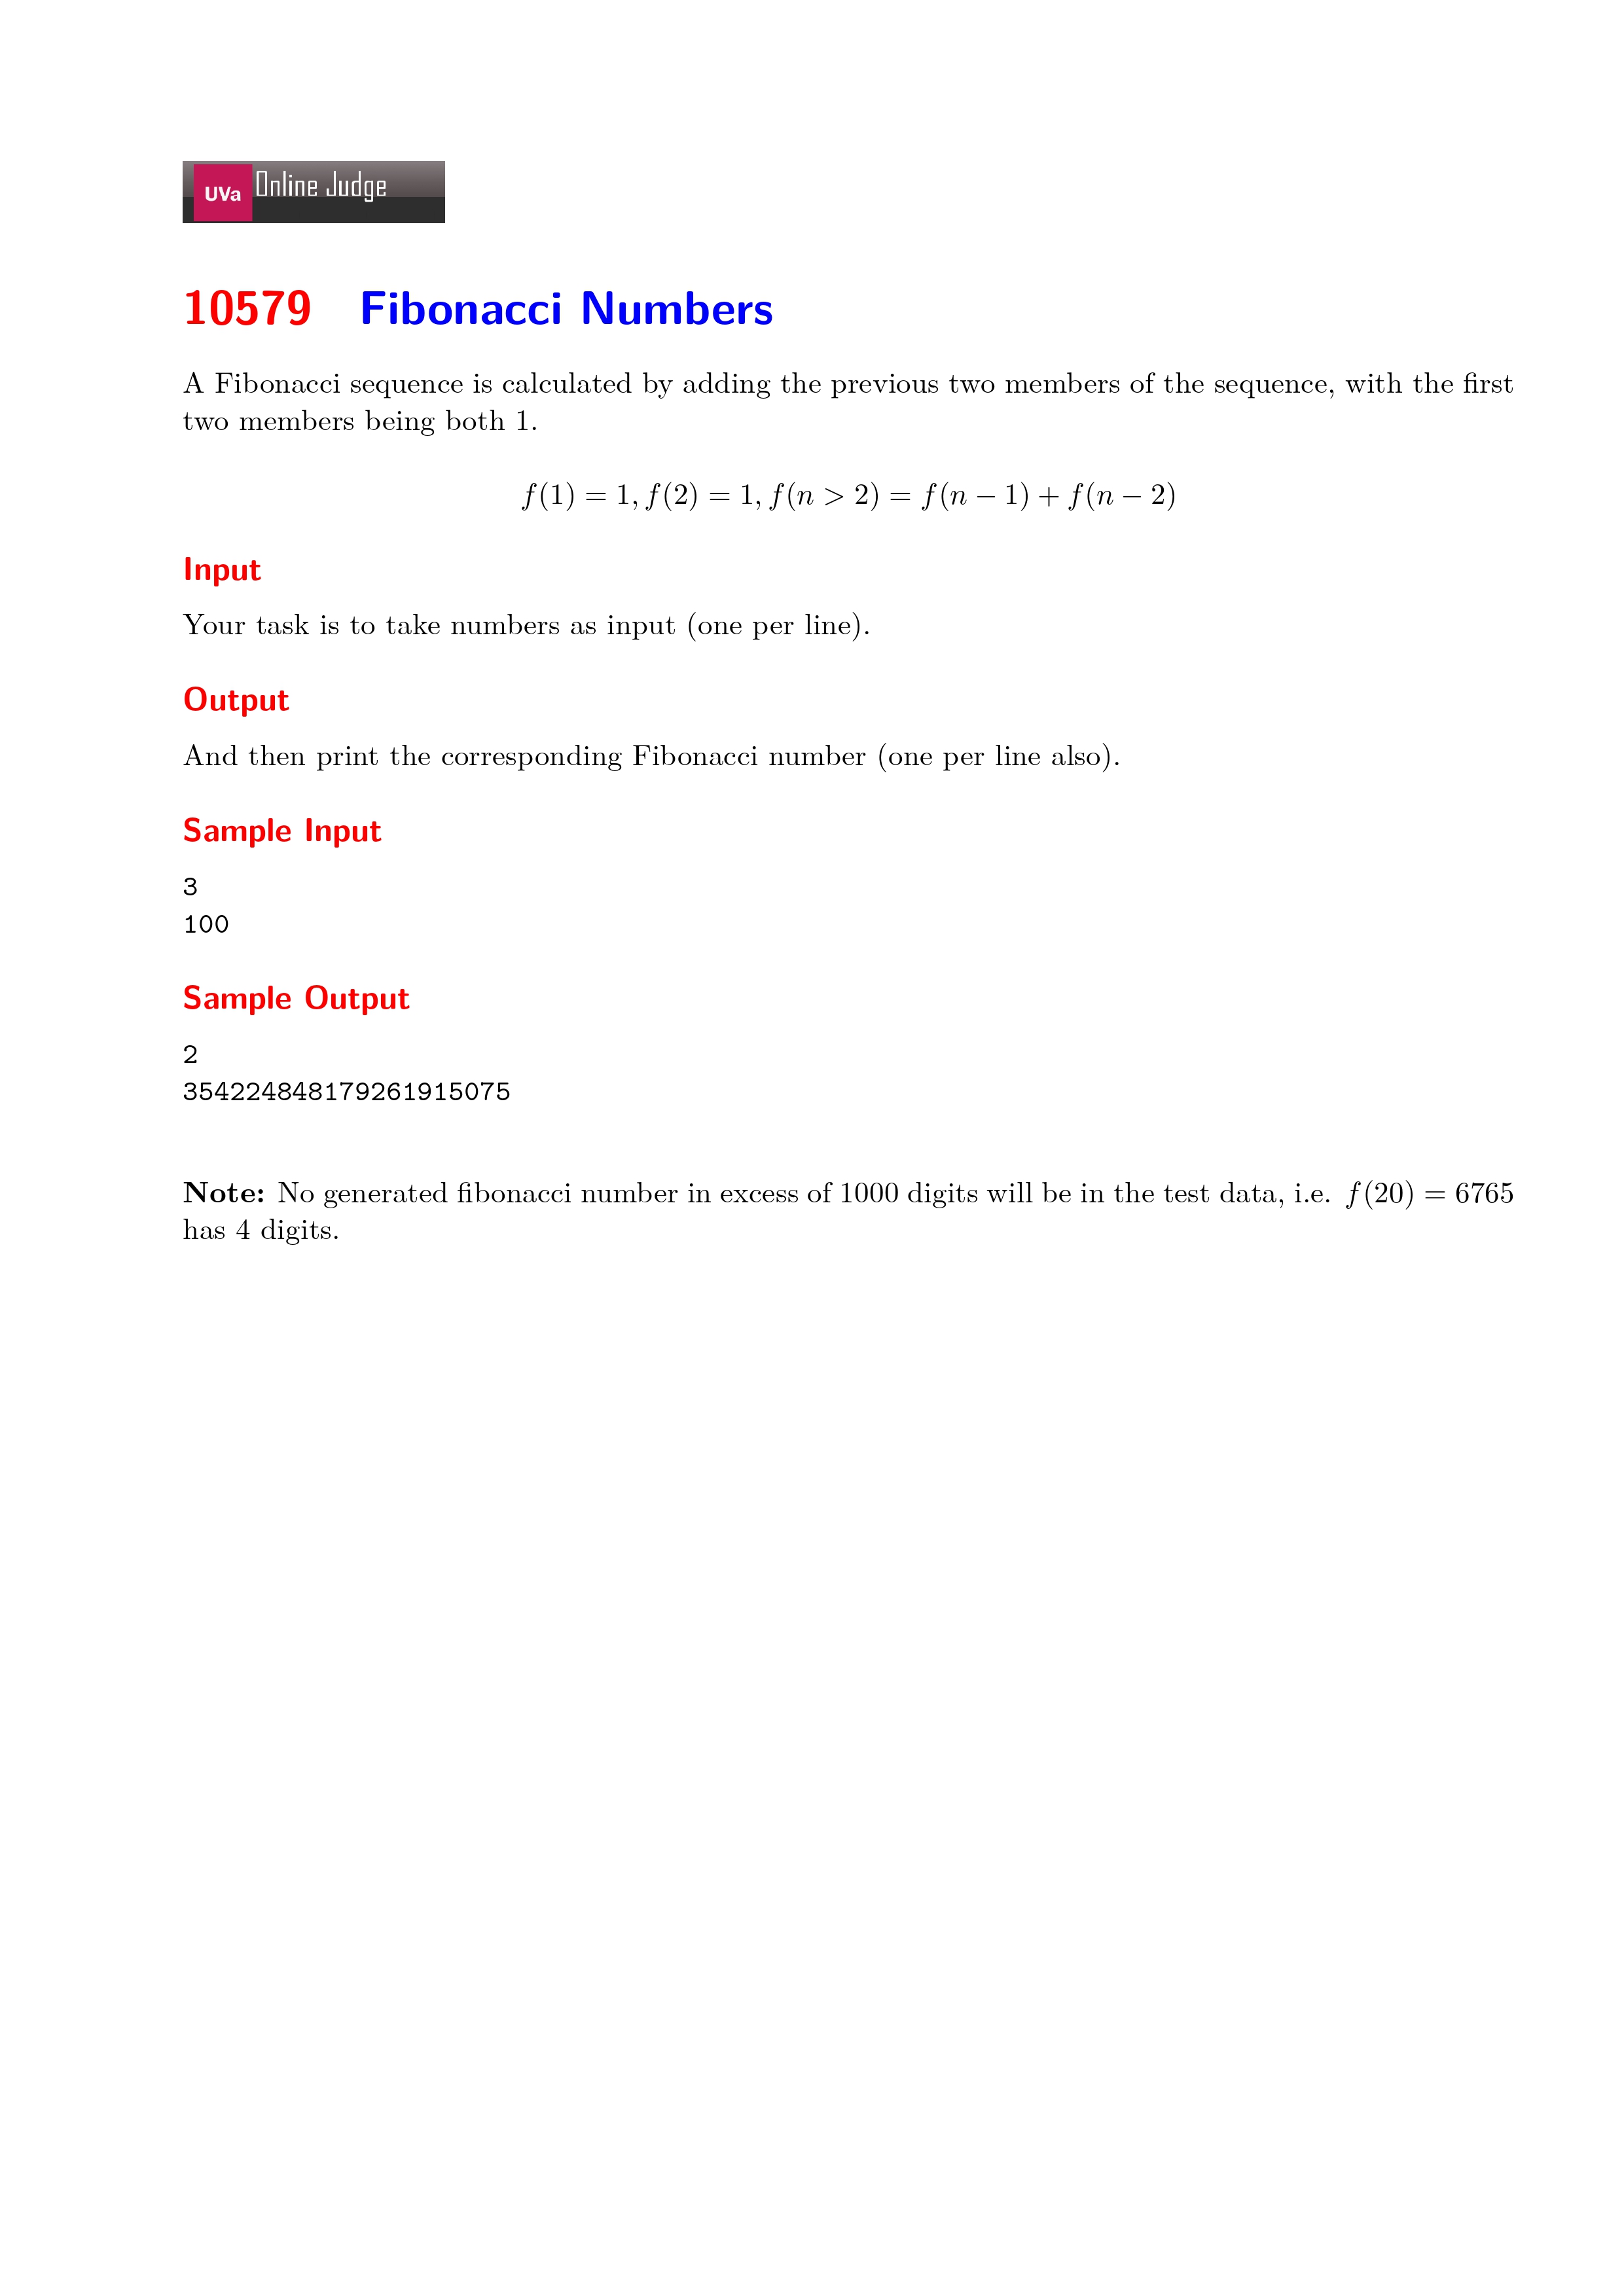 UVa Online Judge
10579 Fibonacci Numbers
A Fibonacci sequence is calculated by adding the previous two members of the sequence, with the first
two members being both 1.
f(1) = 1, f(2) = 1, f(n > 2) = f(n − 1) + f(n − 2)
Input
Your task is to take numbers as input (one per line).
Output
And then print the corresponding Fibonacci number (one per line also).
Sample Input
3
100
Sample Output
2
354224848179261915075
Note: No generated fibonacci number in excess of 1000 digits will be in the test data, i.e. f(20) = 6765
has 4 digits.